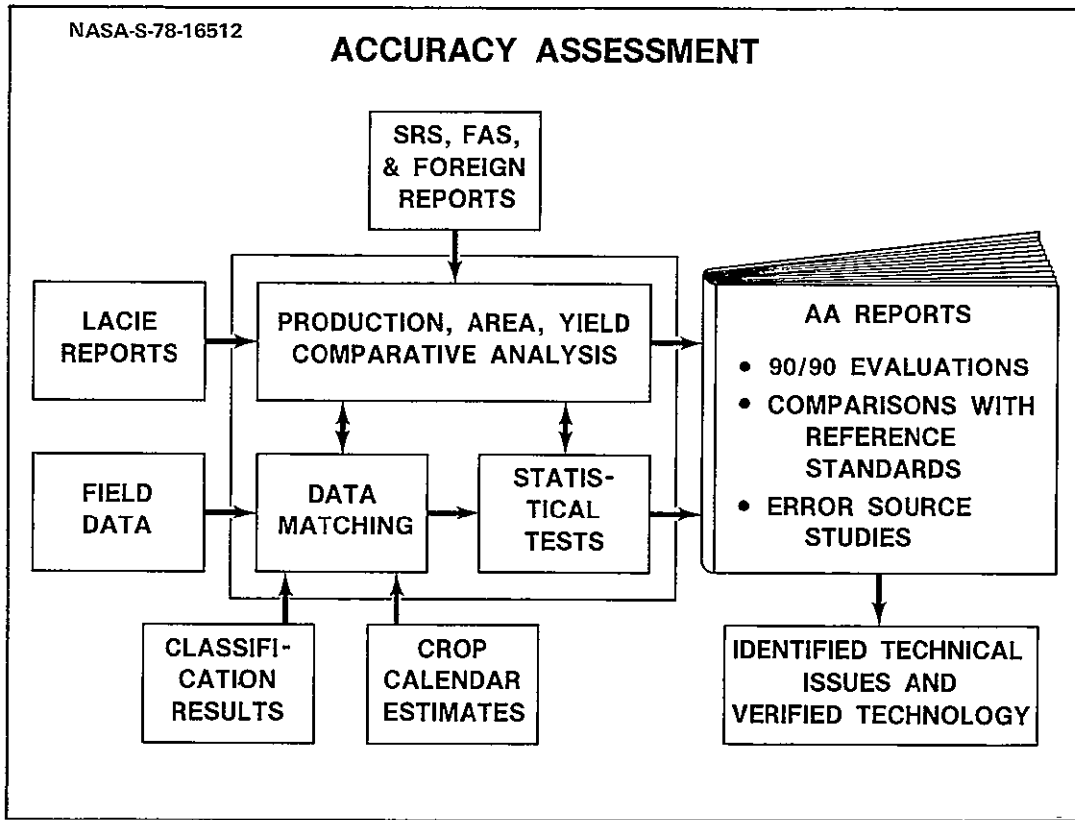 NASA-S-78-16512
ACCURACY ASSESSMENT
SRS, FAS,
& FOREIGN
REPORTS
LACIE
REPORTS
PRODUCTION, AREA, YIELD
COMPARATIVE ANALYSIS
AA REPORTS
• 90/90 EVALUATIONS
• COMPARISONS WITH
REFERENCE
STANDARDS
• ERROR SOURCE
STUDIES
FIELD
DATA
DATA
MATCHING
STATIS-
TICAL
TESTS
CLASSIFI-
CATION
RESULTS
CROP
CALENDAR
ESTIMATES
IDENTIFIED TECHNICAL
ISSUES AND
VERIFIED TECHNOLOGY